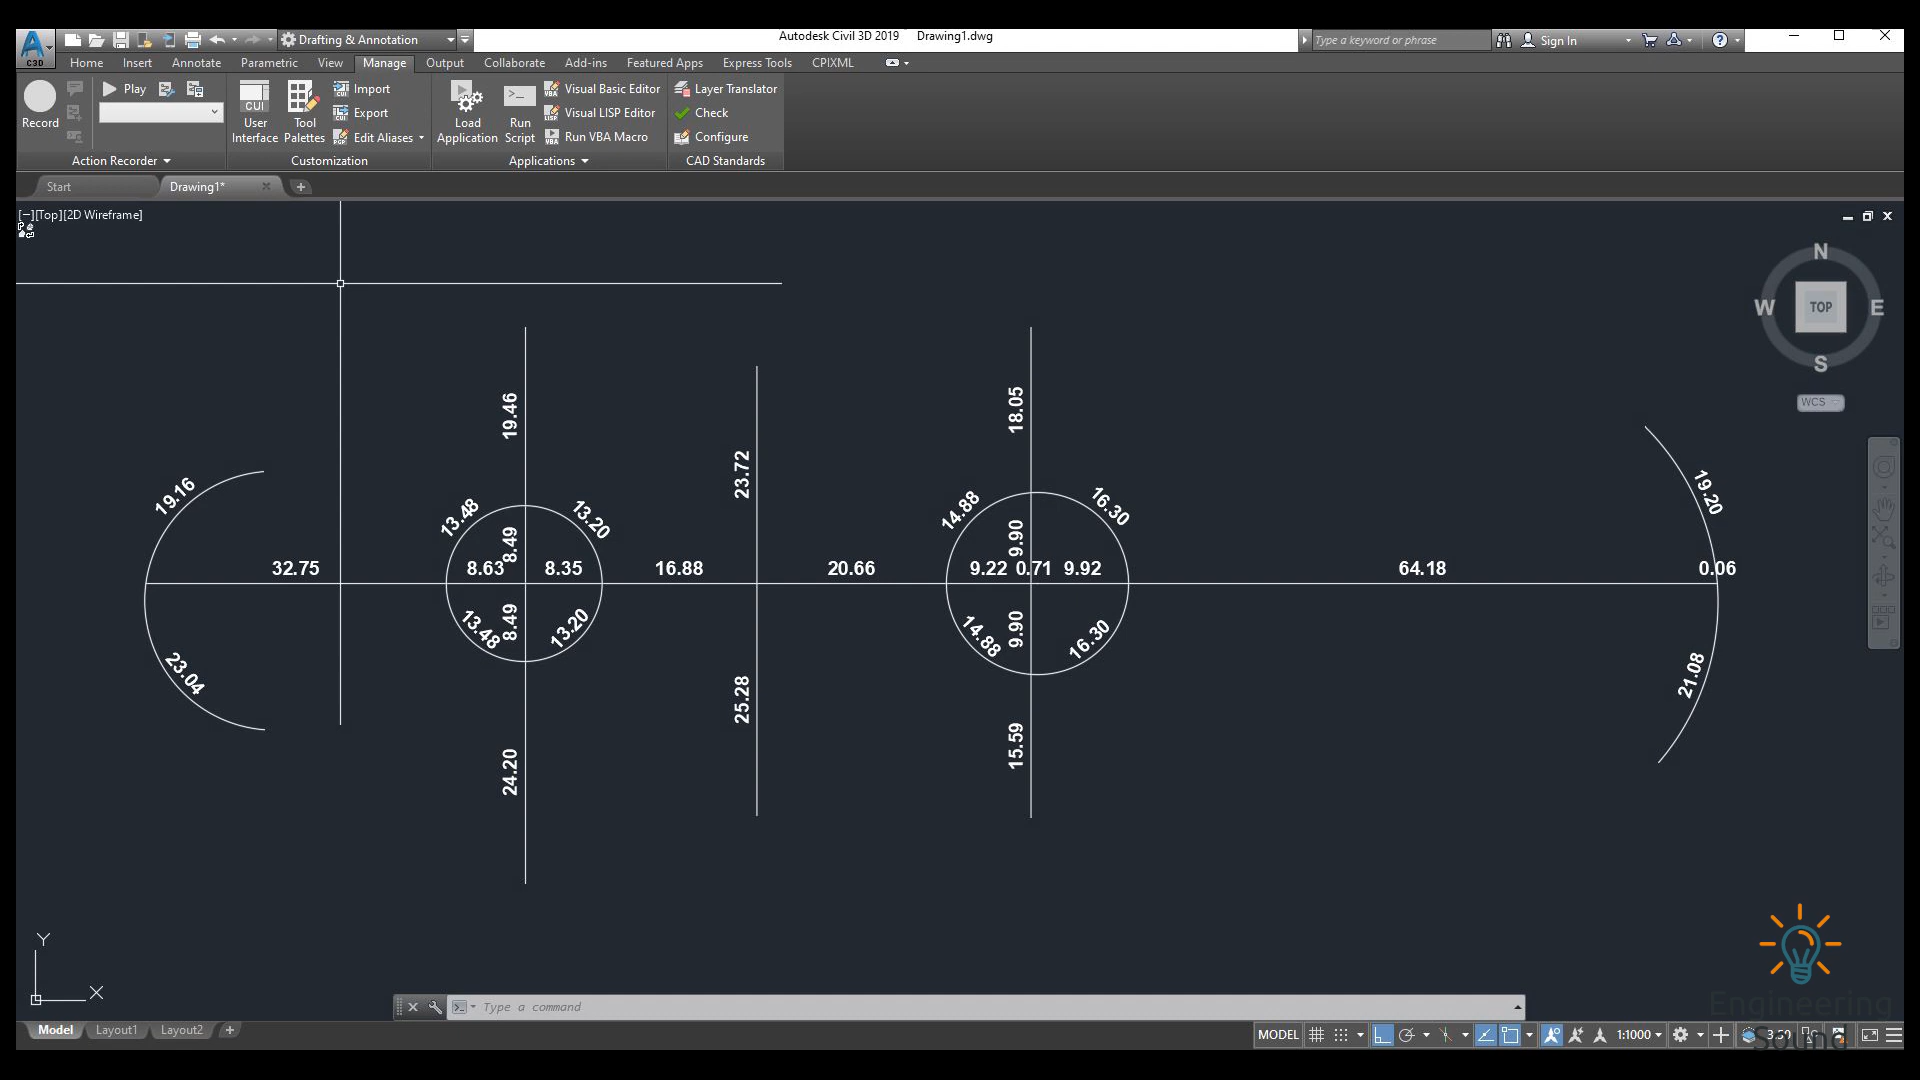 C3D
Drafting & Annotation
Autodesk Civil 3D 2019 Drawing1.dwg
Type a keyword or phrase
Sign In
Home Insert Annotate Parametric View Manage Output Collaborate Add-ins Featured Apps Express Tools CPIXML
Record
Play
CUI
User Interface
Tool Palettes
Import
Export
Edit Aliases
Load Application
Run Script
Visual Basic Editor
Visual LISP Editor
Run VBA Macro
Layer Translator
Check
Configure
Action Recorder
Customization
Applications
CAD Standards
Start
Drawing1*
[−][Top][2D Wireframe]
N
W TOP E
S
WCS
19.46
18.05
23.72
19.16
13.48
13.20
14.88
16.30
19.20
8.49
9.90
32.75
8.63
8.35
16.88
20.66
9.22
0.71
9.92
64.18
0.06
13.48
8.49
13.20
14.88
9.90
16.30
23.04
25.28
21.08
24.20
15.59
Y
X
Type a command
Engineering
Sound
Model Layout1 Layout2
MODEL
1:1000
3.50